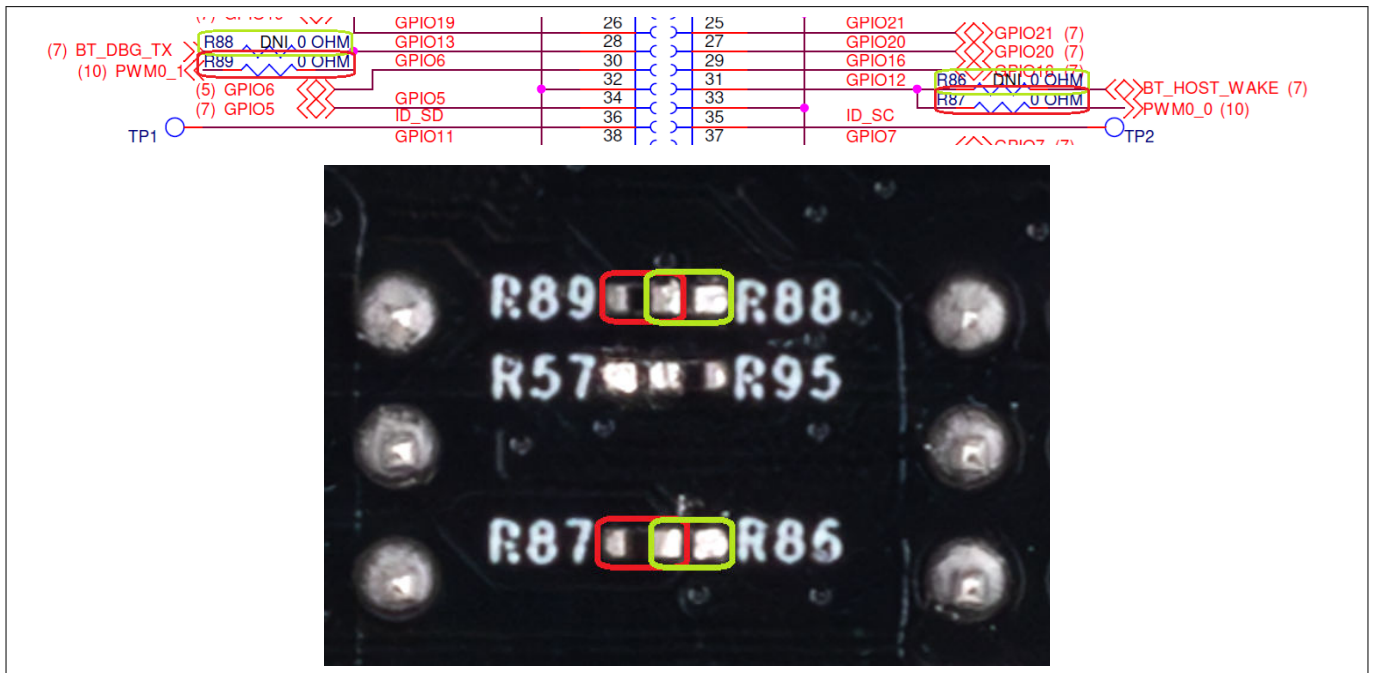 GPIO19 26 25 GPIO21 GPIO21 (7)
(7) BT_DBG_TX R88 DNI 0 OHM GPIO13 28 27 GPIO20 GPIO20 (7)
(10) PWM0_1 R89 0 OHM GPIO6 30 29 GPIO16
(5) GPIO6 32 31 GPIO12 R86 DNI 0 OHM BT_HOST_WAKE (7)
(7) GPIO5 GPIO5 34 33 R87 0 OHM PWM0_0 (10)
TP1 ID_SD 36 35 ID_SC TP2
GPIO11 38 37 GPIO7 GPIO7 (7)
R89 R88
R57 R95
R87 R86